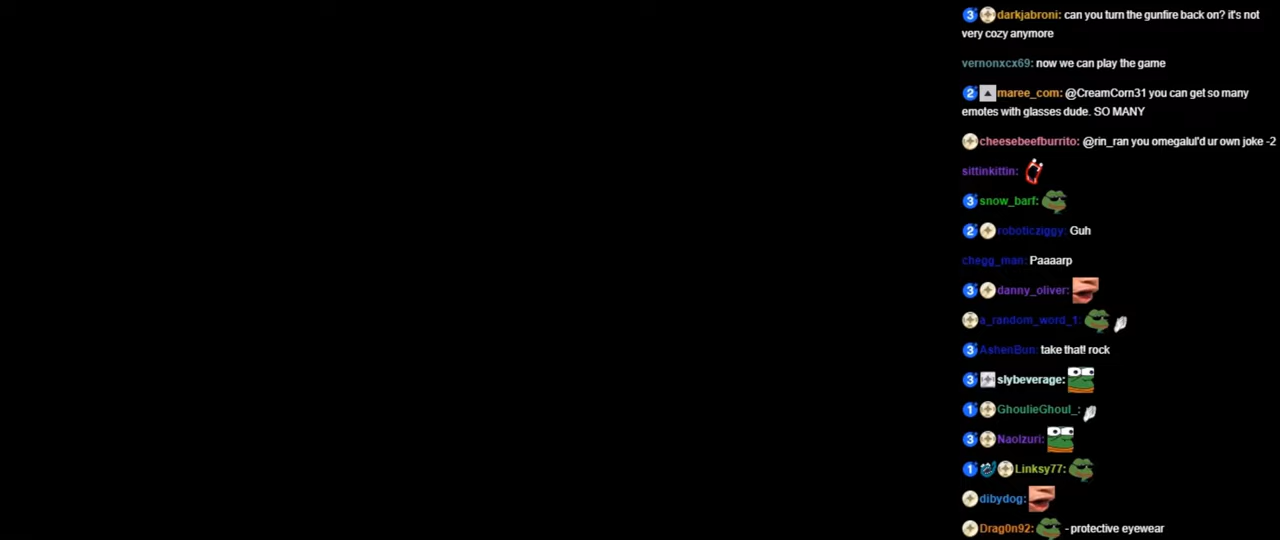 3 darkjabroni: can you turn the gunfire back on? it's not
very cozy anymore
vernonxcx69: now we can play the game
2 maree_com: @CreamCorn31 you can get so many
emotes with glasses dude. SO MANY
cheesebeefburrito: @rin_ran you omegalul'd ur own joke -2
sittinkittin:
3 snow_barf:
2 roboticziggy: Guh
chegg_man: Paaaarp
3 danny_oliver:
a_random_word_1:
3 AshenBun: take that! rock
3 slybeverage:
1 GhoulieGhoul_:
3 Naolzuri:
1 Linksy77:
dibydog:
Drag0n92: - protective eyewear